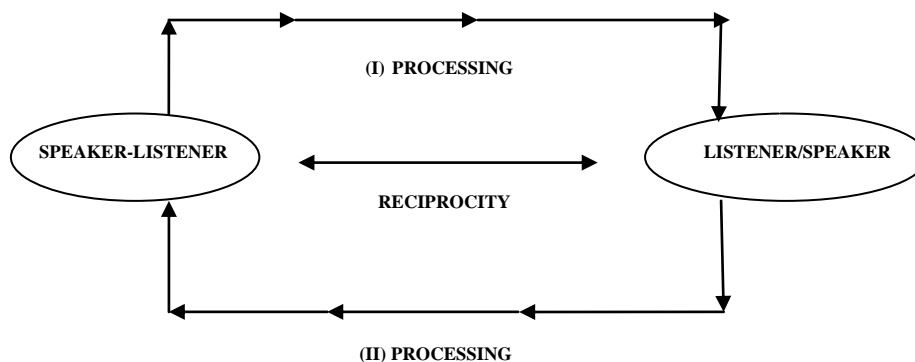 (I) PROCESSING
SPEAKER-LISTENER
LISTENER/SPEAKER
RECIPROCITY
(II) PROCESSING